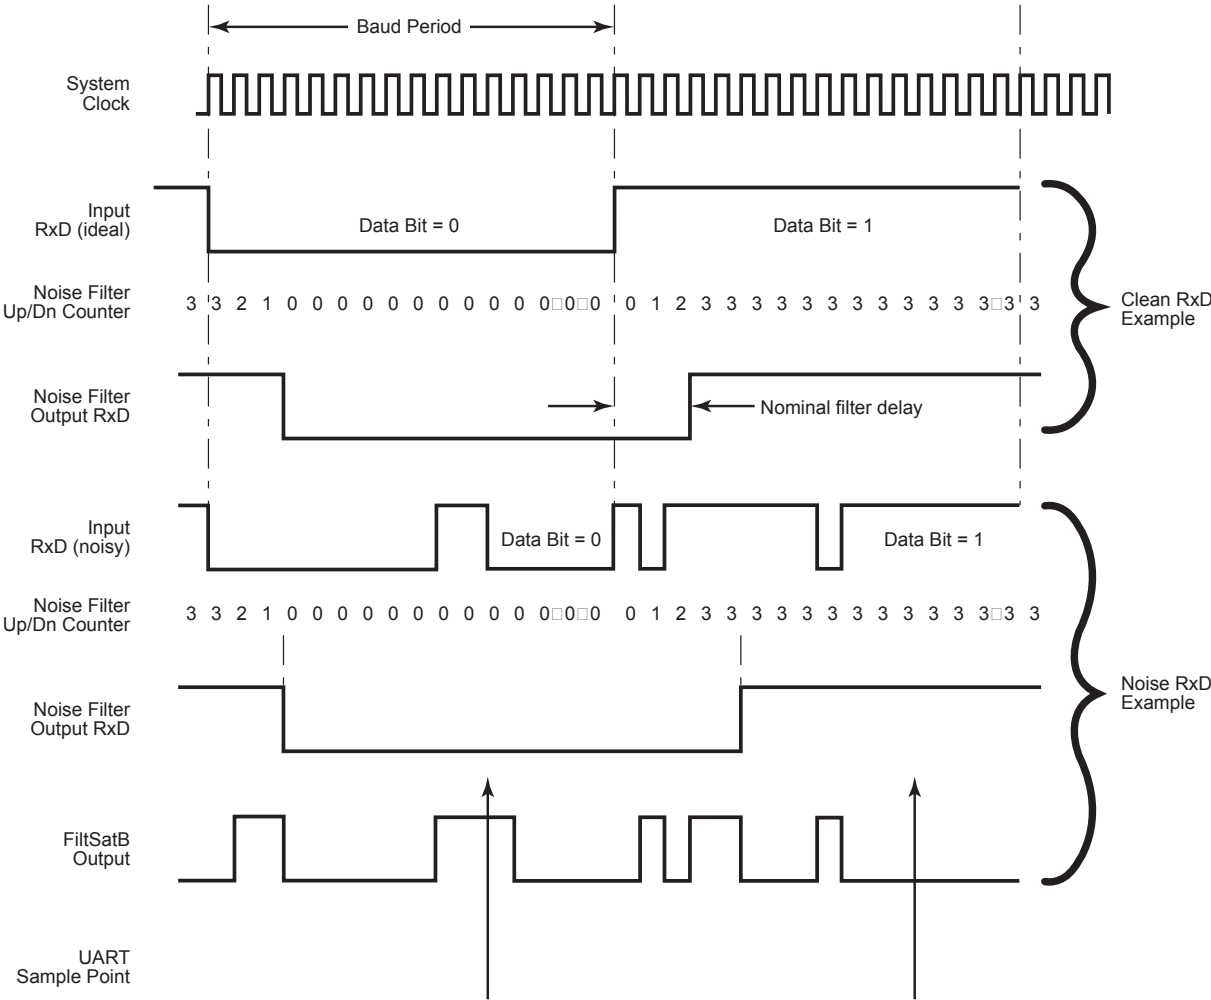 Baud Period
System
Clock
Input
RxD (ideal)
Data Bit = 0
Data Bit = 1
Noise Filter
Up/Dn Counter
3 3 2 1 0 0 0 0 0 0 0 0 0 0 0□0□0 0 1 2 3 3 3 3 3 3 3 3 3 3 3 3□3 3
Clean RxD
Example
Noise Filter
Output RxD
Nominal filter delay
Input
RxD (noisy)
Data Bit = 0
Data Bit = 1
Noise Filter
Up/Dn Counter
3 3 2 1 0 0 0 0 0 0 0 0 0 0 0□0□0 0 1 2 3 3 3 3 3 3 3 3 3 3 3 3□3 3
Noise RxD
Example
Noise Filter
Output RxD
FiltSatB
Output
UART
Sample Point